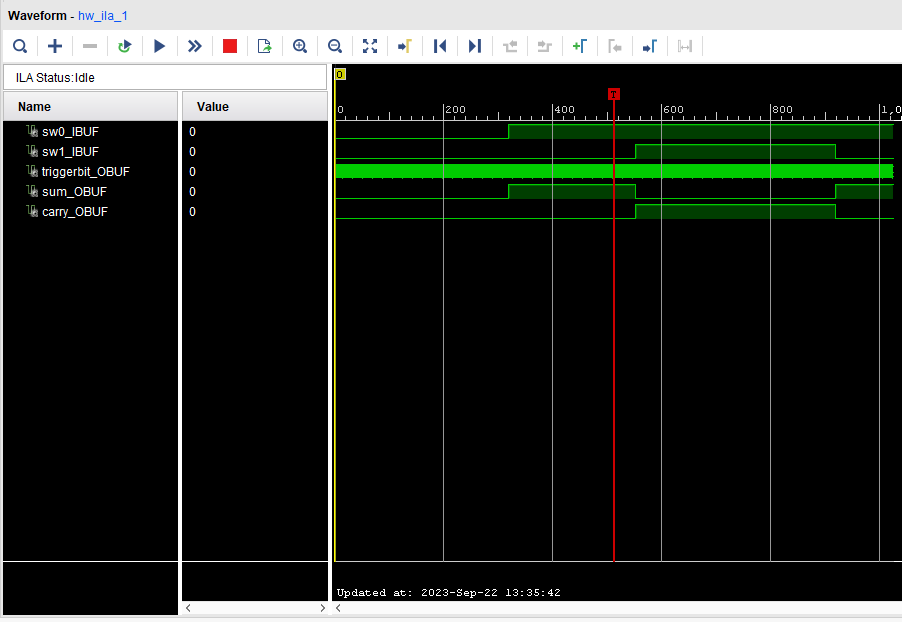 Waveform - hw_ila_1
ILA Status:Idle
Name Value
sw0_IBUF 0
sw1_IBUF 0
triggerbit_OBUF 0
sum_OBUF 0
carry_OBUF 0
0
T
0 200 400 600 800 1,0
Updated at: 2023-Sep-22 13:35:42